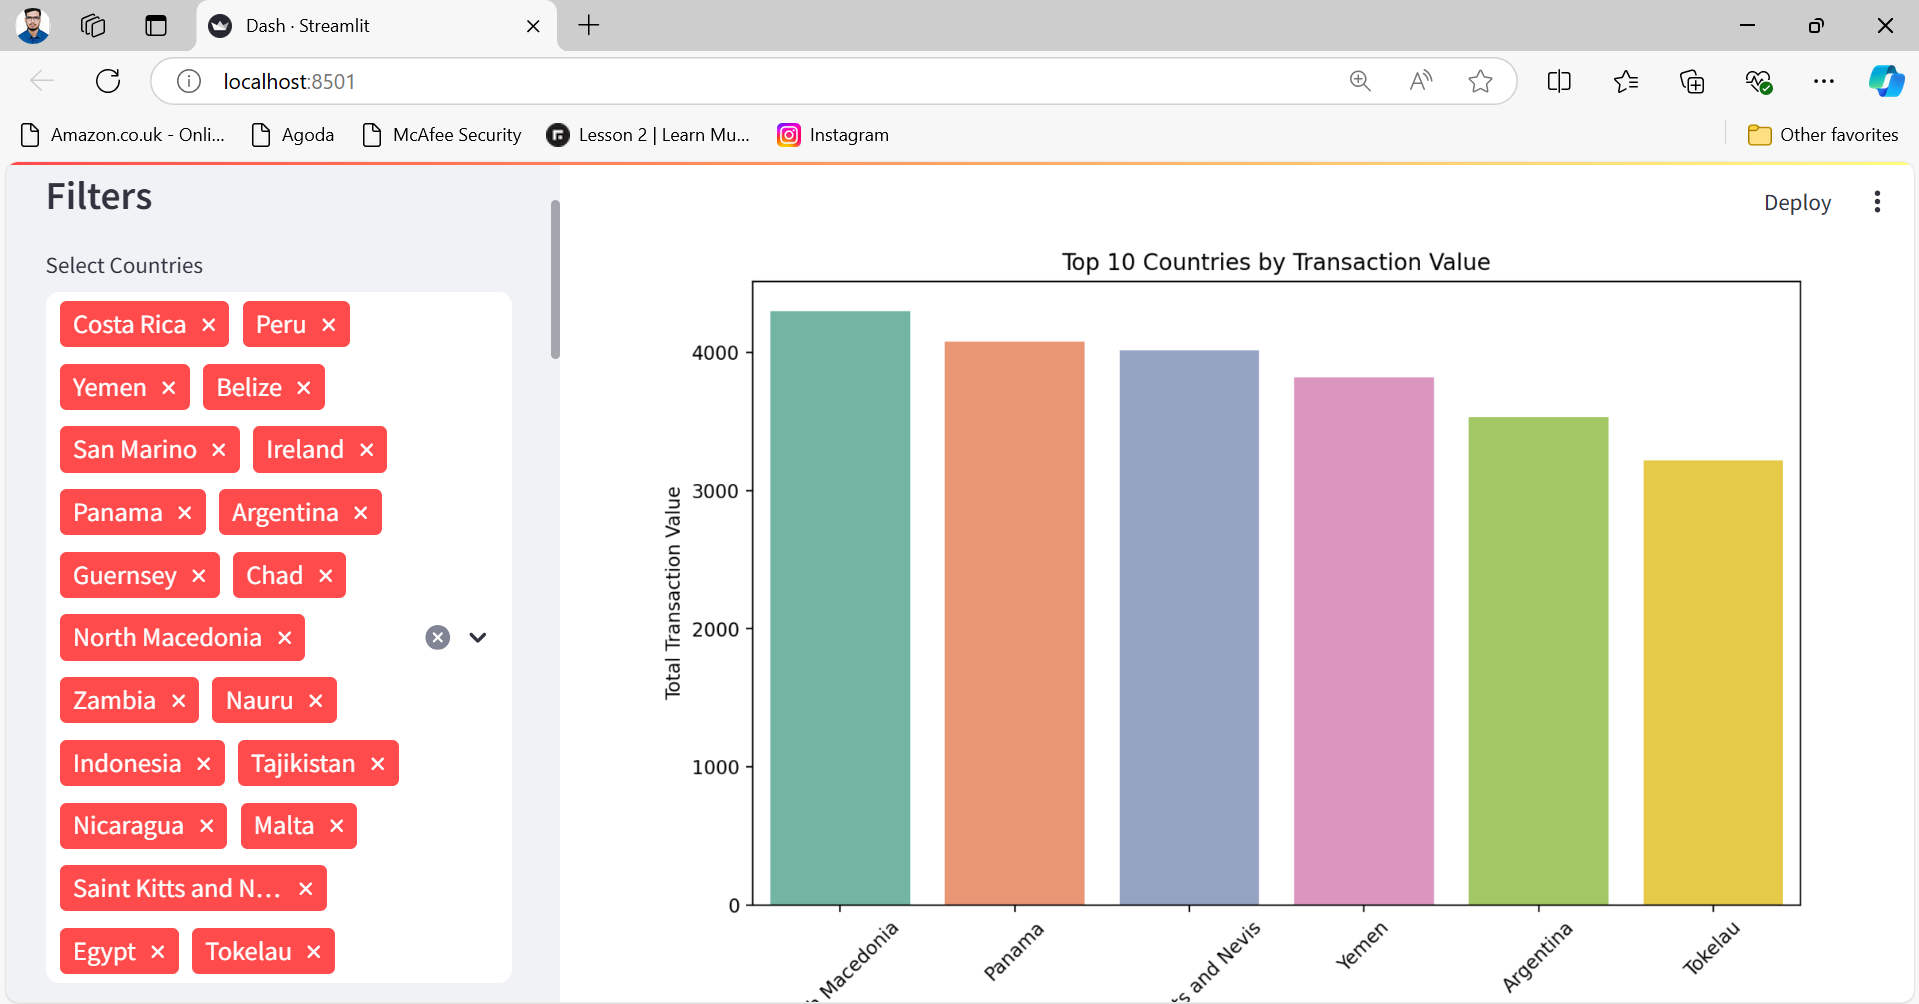 Dash · Streamlit
localhost:8501
Amazon.co.uk - Onli...
Agoda
McAfee Security
Lesson 2 | Learn Mu...
Instagram
Other favorites
Filters
Select Countries
Costa Rica
Peru
Yemen
Belize
San Marino
Ireland
Panama
Argentina
Guernsey
Chad
North Macedonia
Zambia
Nauru
Indonesia
Tajikistan
Nicaragua
Malta
Saint Kitts and N...
Egypt
Tokelau
Deploy
Top 10 Countries by Transaction Value
Total Transaction Value
4000
3000
2000
1000
0
Macedonia
Panama
and Nevis
Yemen
Argentina
Tokelau